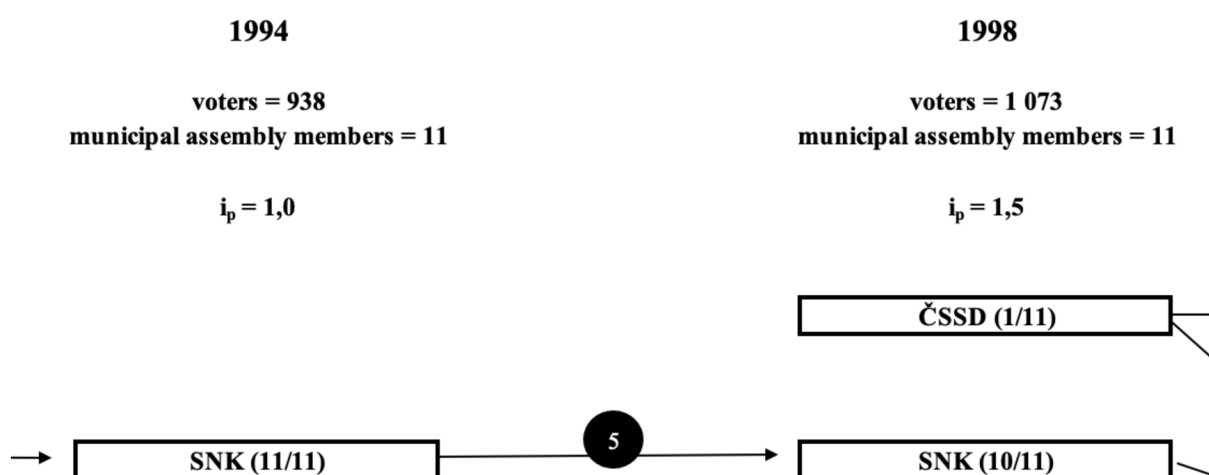 1994
voters = 938
municipal assembly members = 11
ip = 1,0
SNK (11/11)
5
1998
voters = 1 073
municipal assembly members = 11
ip = 1,5
ČSSD (1/11)
SNK (10/11)